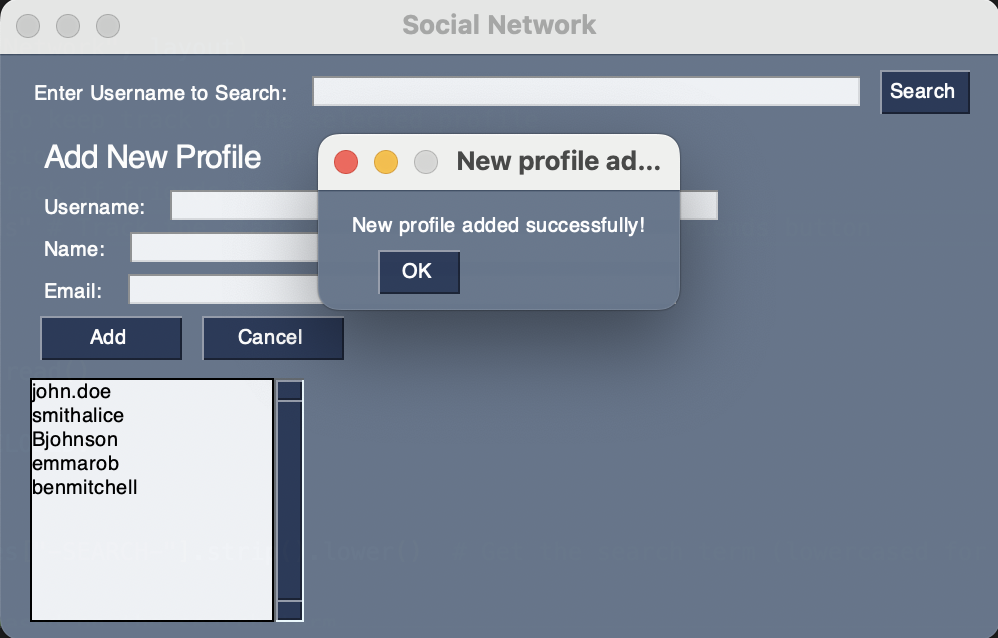 Social Network
Enter Username to Search:
Search
Add New Profile
New profile ad...
Username:
New profile added successfully!
Name:
OK
Email:
Add
Cancel
john.doe
smithalice
Bjohnson
emmarob
benmitchell